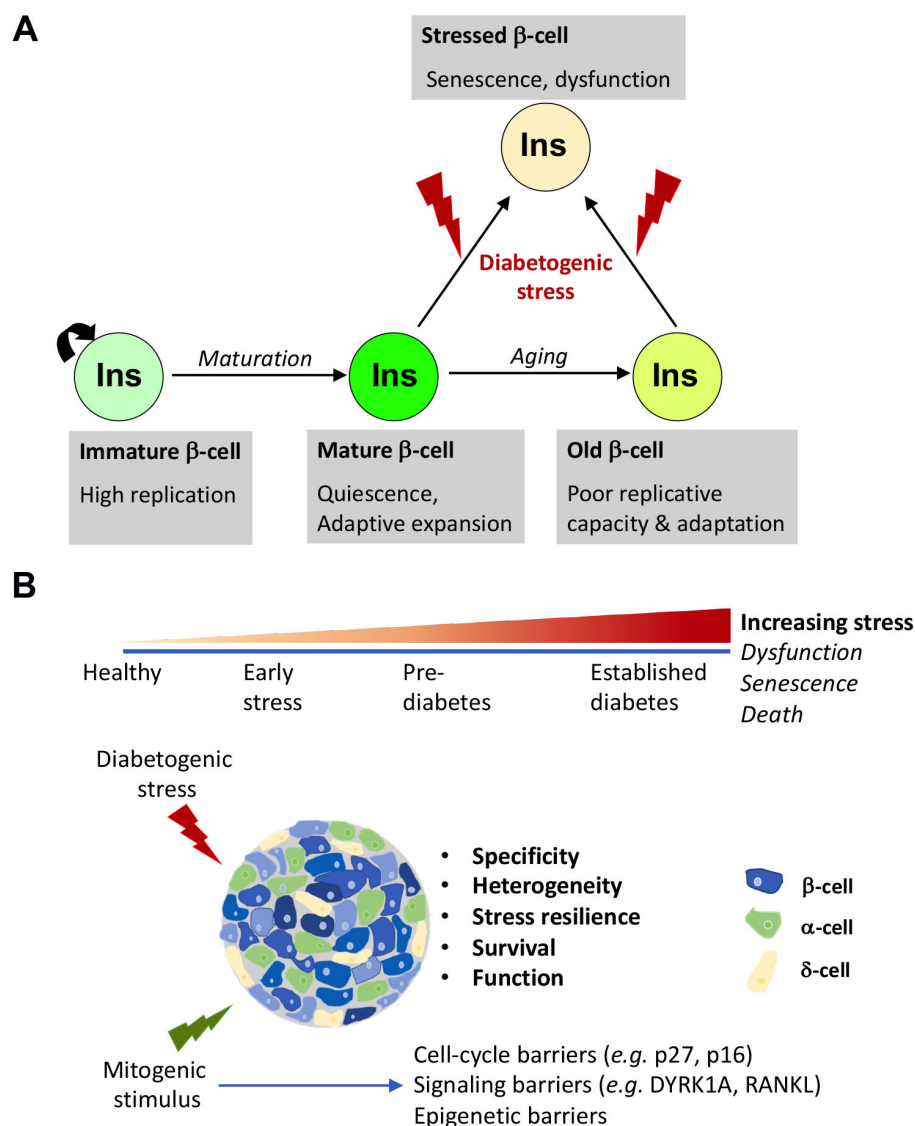 A
Stressed β-cell
Senescence, dysfunction
Ins
Diabetogenic
stress
Ins
Maturation
Ins
Aging
Ins
Immature β-cell
High replication
Mature β-cell
Quiescence,
Adaptive expansion
Old β-cell
Poor replicative
capacity & adaptation
B
Increasing stress
Dysfunction
Senescence
Death
Healthy
Early
stress
Pre-
diabetes
Established
diabetes
Diabetogenic
stress
• Specificity
• Heterogeneity
• Stress resilience
• Survival
• Function
β-cell
α-cell
δ-cell
Mitogenic
stimulus
Cell-cycle barriers (e.g. p27, p16)
Signaling barriers (e.g. DYRK1A, RANKL)
Epigenetic barriers